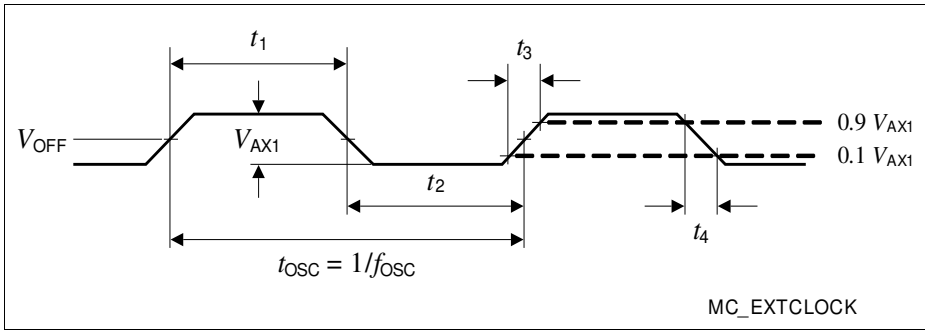 t1
t3
VOFF
VAX1
0.9 VAX1
0.1 VAX1
t2
t4
tOSC = 1/fOSC
MC_EXTCLOCK